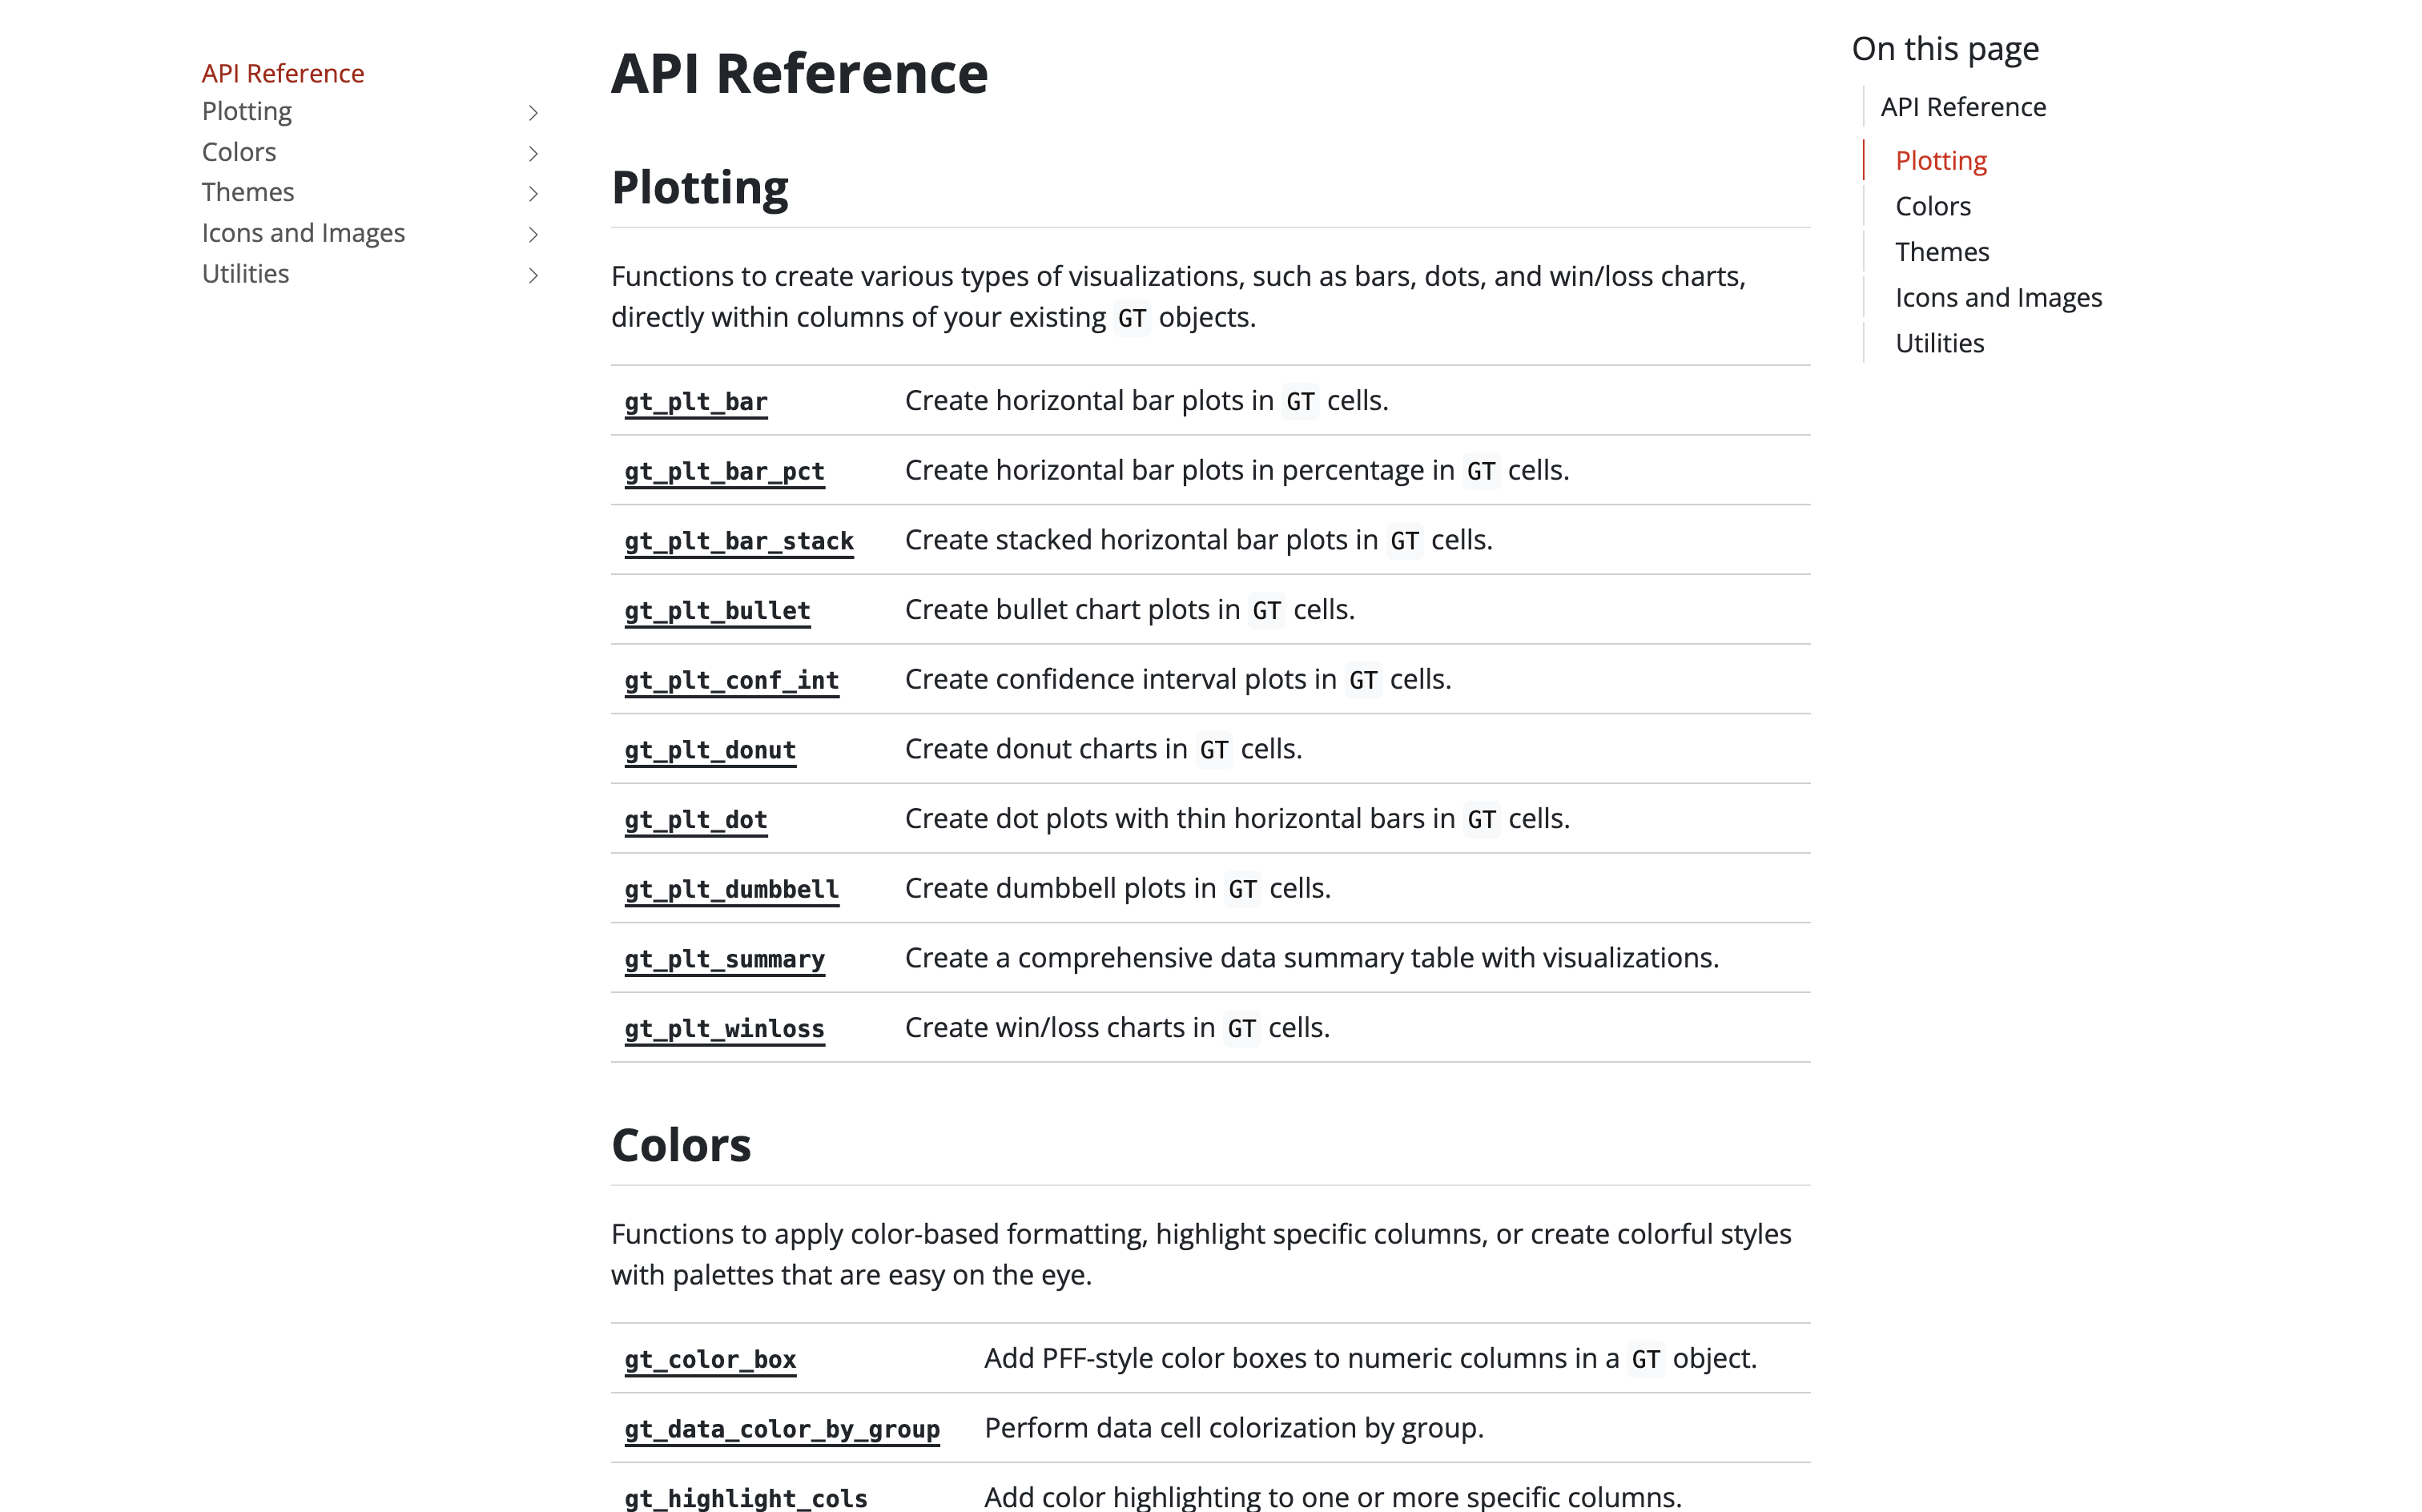 API Reference
Plotting
Colors
Themes
Icons and Images
Utilities
API Reference
Plotting
Functions to create various types of visualizations, such as bars, dots, and win/loss charts,
directly within columns of your existing GT objects.
gt_plt_bar Create horizontal bar plots in GT cells.
gt_plt_bar_pct Create horizontal bar plots in percentage in GT cells.
gt_plt_bar_stack Create stacked horizontal bar plots in GT cells.
gt_plt_bullet Create bullet chart plots in GT cells.
gt_plt_conf_int Create confidence interval plots in GT cells.
gt_plt_donut Create donut charts in GT cells.
gt_plt_dot Create dot plots with thin horizontal bars in GT cells.
gt_plt_dumbbell Create dumbbell plots in GT cells.
gt_plt_summary Create a comprehensive data summary table with visualizations.
gt_plt_winloss Create win/loss charts in GT cells.
Colors
Functions to apply color-based formatting, highlight specific columns, or create colorful styles
with palettes that are easy on the eye.
gt_color_box Add PFF-style color boxes to numeric columns in a GT object.
gt_data_color_by_group Perform data cell colorization by group.
gt_highlight_cols Add color highlighting to one or more specific columns.
On this page
API Reference
Plotting
Colors
Themes
Icons and Images
Utilities